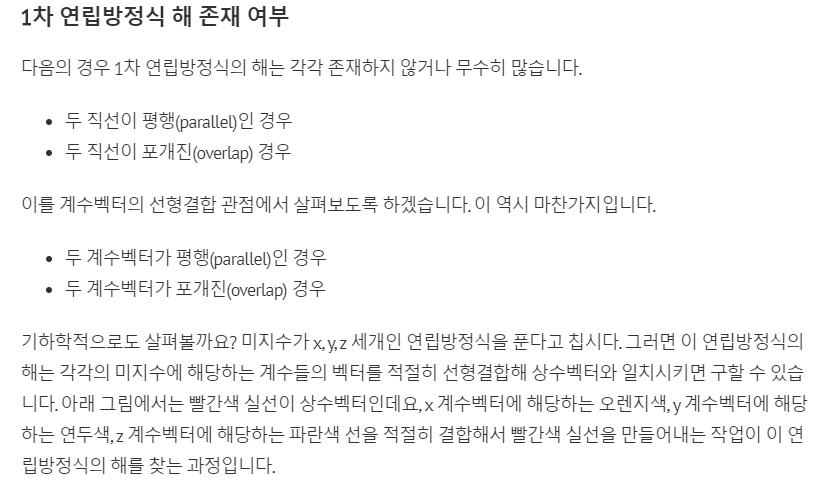 1차 연립방정식 해 존재 여부
다음의 경우 1차 연립방정식의 해는 각각 존재하지 않거나 무수히 많습니다.
• 두 직선이 평행(parallel)인 경우
• 두 직선이 포개진(overlap) 경우
이를 계수벡터의 선형결합 관점에서 살펴보도록 하겠습니다. 이 역시 마찬가지입니다.
• 두 계수벡터가 평행(parallel)인 경우
• 두 계수벡터가 포개진(overlap) 경우
기하학적으로도 살펴볼까요? 미지수가 x, y, z 세개인 연립방정식을 푼다고 칩시다. 그러면 이 연립방정식의
해는 각각의 미지수에 해당하는 계수들의 벡터를 적절히 선형결합해 상수벡터와 일치시키면 구할 수 있습
니다. 아래 그림에서는 빨간색 실선이 상수벡터인데요, x 계수벡터에 해당하는 오렌지색, y 계수벡터에 해당
하는 연두색, z 계수벡터에 해당하는 파란색 선을 적절히 결합해서 빨간색 실선을 만들어내는 작업이 이 연
립방정식의 해를 찾는 과정입니다.